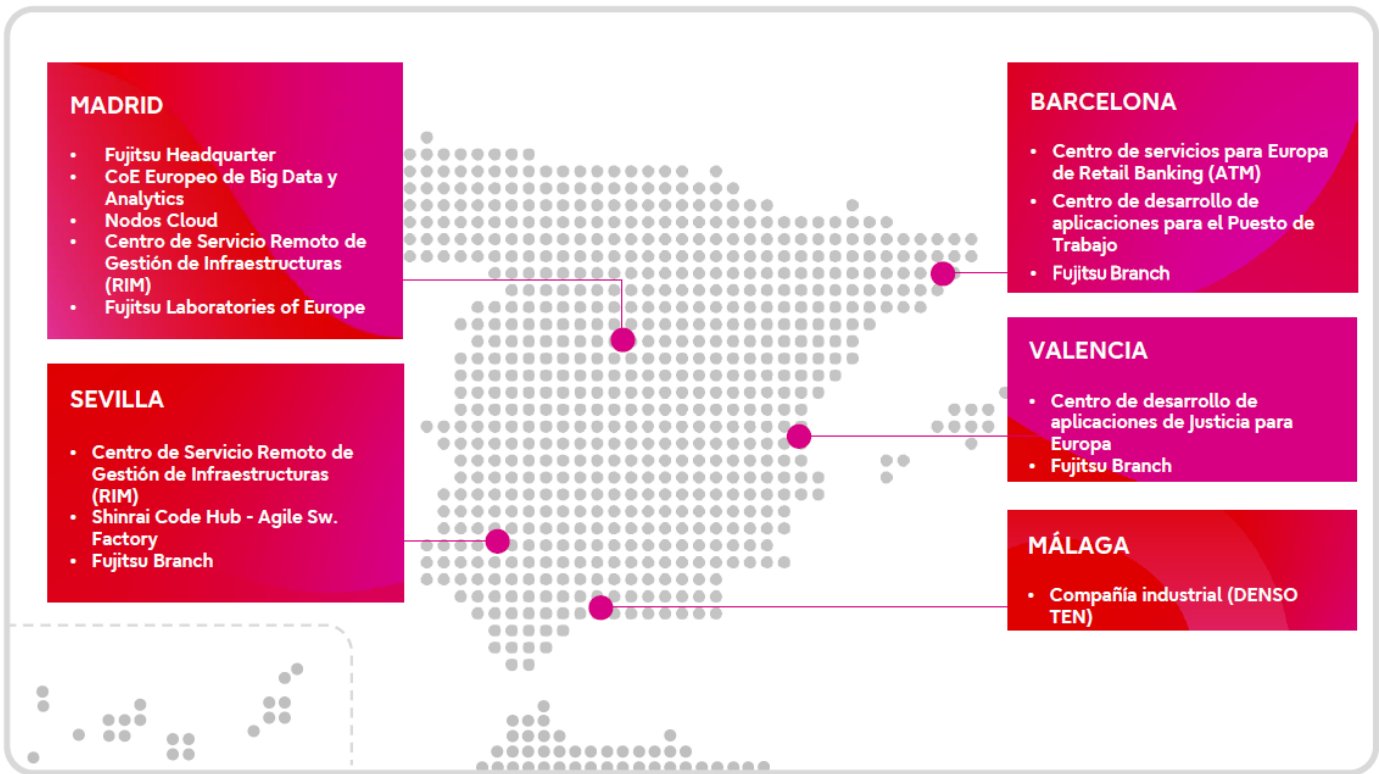 MADRID
• Fujitsu Headquarter
• CoE Europeo de Big Data y
Analytics
• Nodos Cloud
• Centro de Servicio Remoto de
Gestión de Infraestructuras
(RIM)
• Fujitsu Laboratories of Europe
SEVILLA
• Centro de Servicio Remoto de
Gestión de Infraestructuras
(RIM)
• Shinrai Code Hub - Agile Sw.
Factory
• Fujitsu Branch
BARCELONA
• Centro de servicios para Europa
de Retail Banking (ATM)
• Centro de desarrollo de
aplicaciones para el Puesto de
Trabajo
• Fujitsu Branch
VALENCIA
• Centro de desarrollo de
aplicaciones de Justicia para
Europa
• Fujitsu Branch
MÁLAGA
• Compañía industrial (DENSO
TEN)